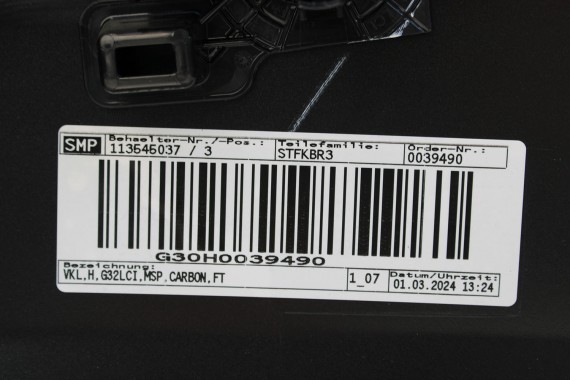 SMP Behaelter-Nr./-Pos.: Teilefamilie: Order-Nr.:
113646037 / 3 STFKBR3 0039490
G30H0039490
Bezeichnung: Datum/Uhrzeit:
VKL,H,G32LCI,MSP.CARBON,FT 1_07 01.03.2024 13:24